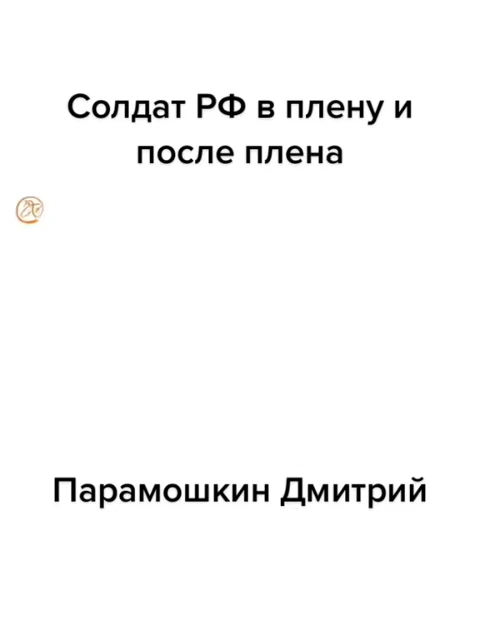 Солдат РФ в плену и
после плена
Парамошкин Дмитрий